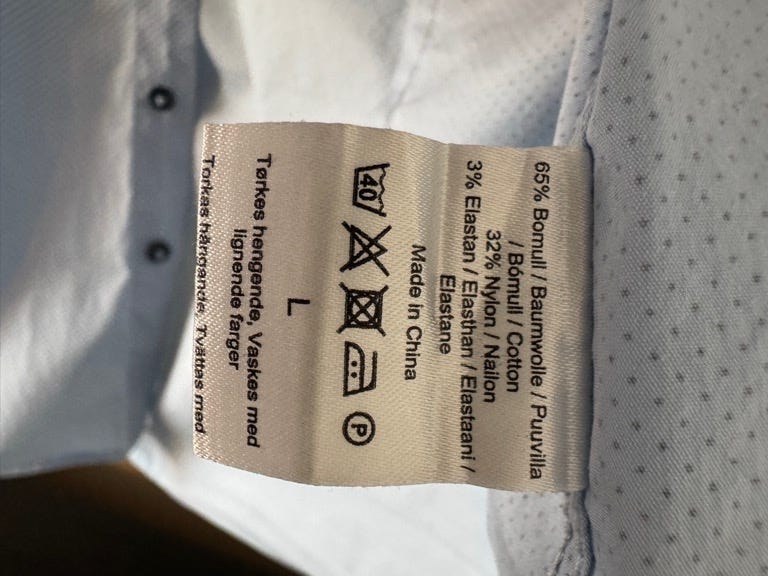 65% Bomull / Baumwolle / Puuvilla
/ Bómull / Cotton
32% Nylon / Nailon
3% Elastan / Elasthan / Elastaani /
Elastane
Made in China
40 P
L
Tørkes hengende, Vaskes med
lignende farger
Torkas hängande, Tvättas med